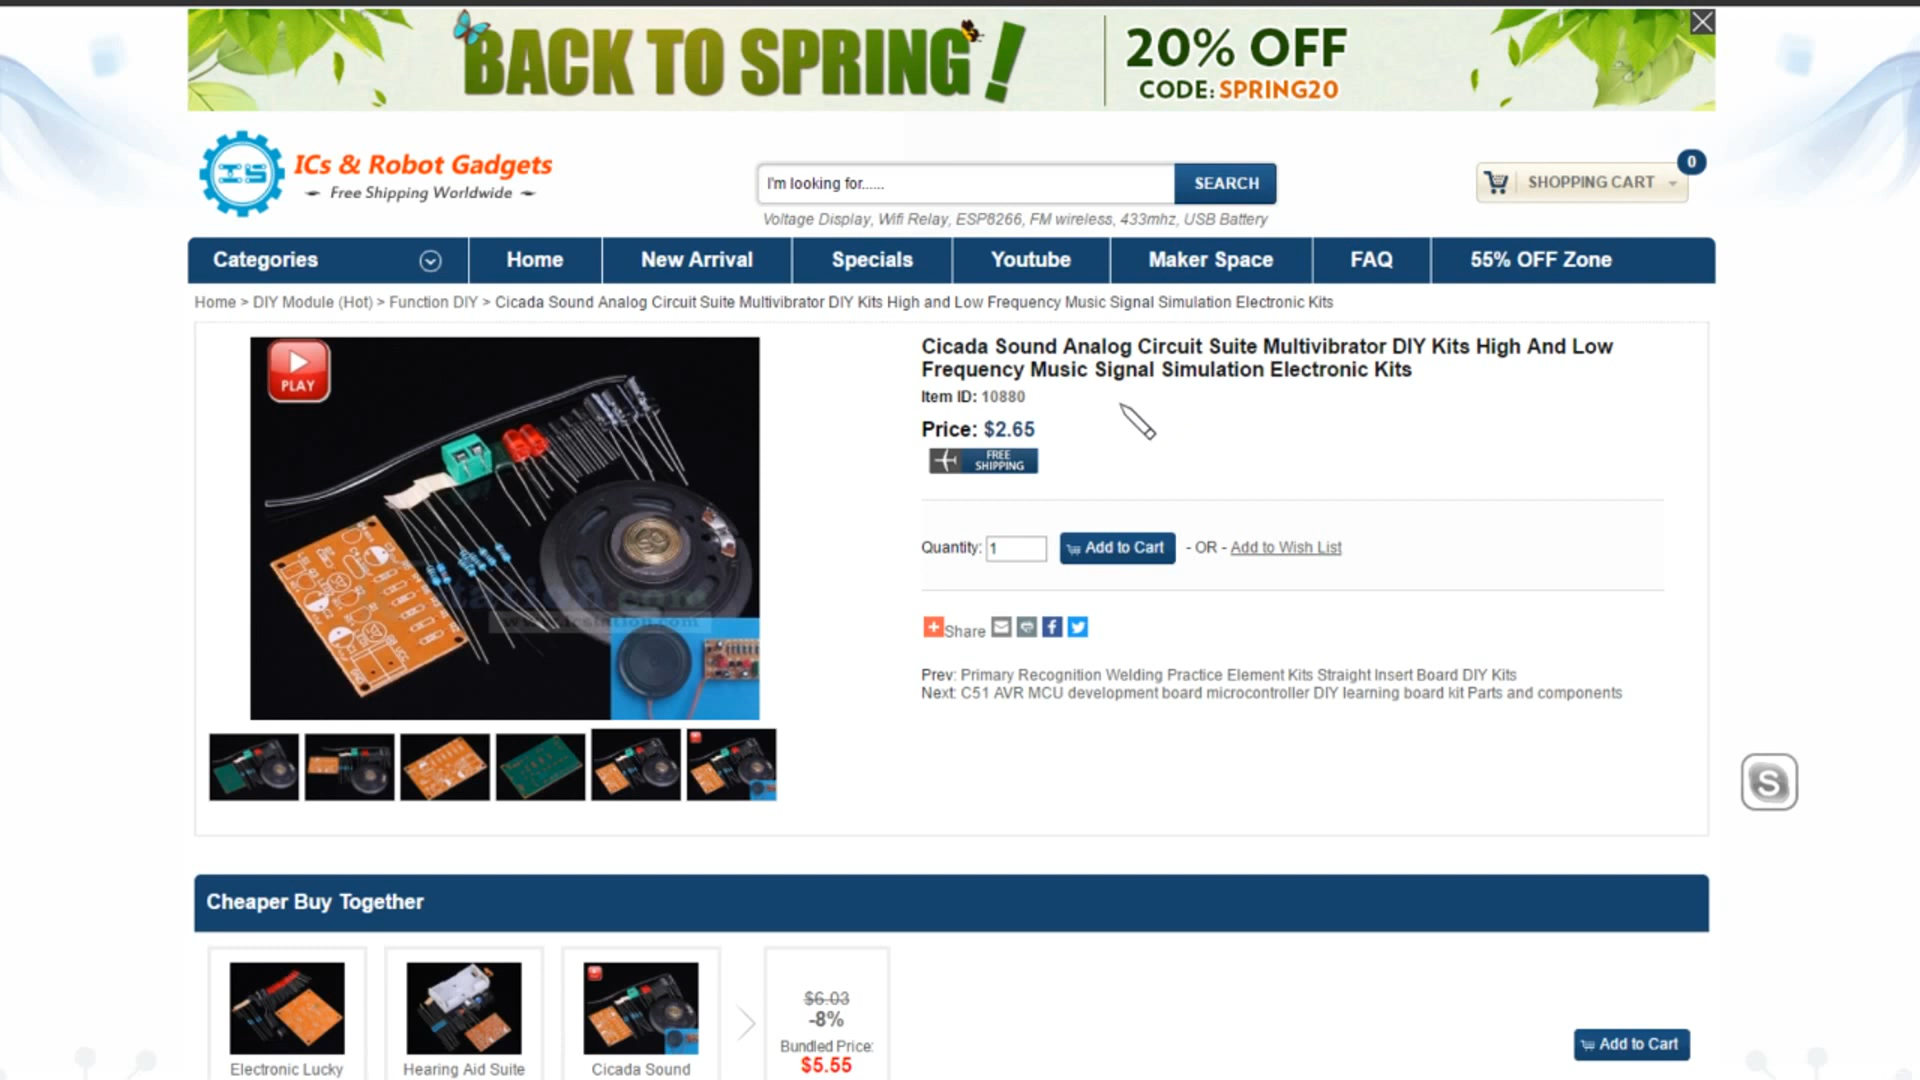 BACK TO SPRING!
20% OFF
CODE: SPRING20
ICs & Robot Gadgets
Free Shipping Worldwide
I'm looking for......
SEARCH
0
SHOPPING CART
Voltage Display, Wifi Relay, ESP8266, FM wireless, 433mhz, USB Battery
Categories
Home
New Arrival
Specials
Youtube
Maker Space
FAQ
55% OFF Zone
Home > DIY Module (Hot) > Function DIY > Cicada Sound Analog Circuit Suite Multivibrator DIY Kits High and Low Frequency Music Signal Simulation Electronic Kits
PLAY
Cicada Sound Analog Circuit Suite Multivibrator DIY Kits High And Low
Frequency Music Signal Simulation Electronic Kits
Item ID: 10880
Price: $2.65
FREE
SHIPPING
Quantity: 1
Add to Cart
- OR - Add to Wish List
Share
Prev: Primary Recognition Welding Practice Element Kits Straight Insert Board DIY Kits
Next: C51 AVR MCU development board microcontroller DIY learning board kit Parts and components
Cheaper Buy Together
$6.03
-8%
Bundled Price:
$5.55
Add to Cart
Electronic Lucky
Hearing Aid Suite
Cicada Sound